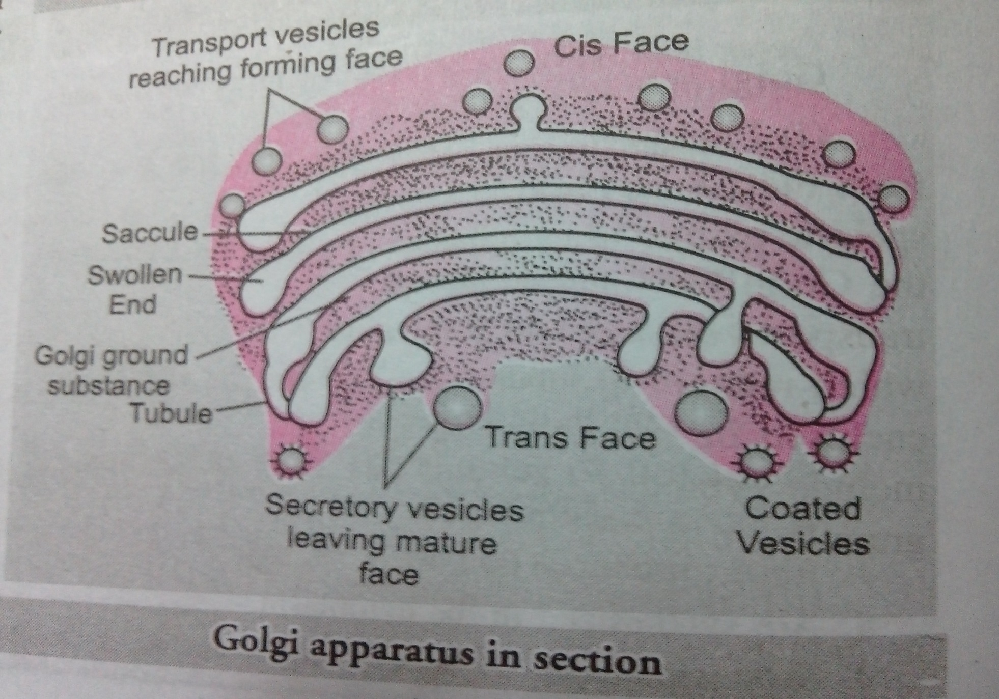 Transport vesicles
reaching forming face
Cis Face
Saccule
Swollen
End
Golgi ground
substance
Tubule
Trans Face
Secretory vesicles
leaving mature
face
Coated
Vesicles
Golgi apparatus in section